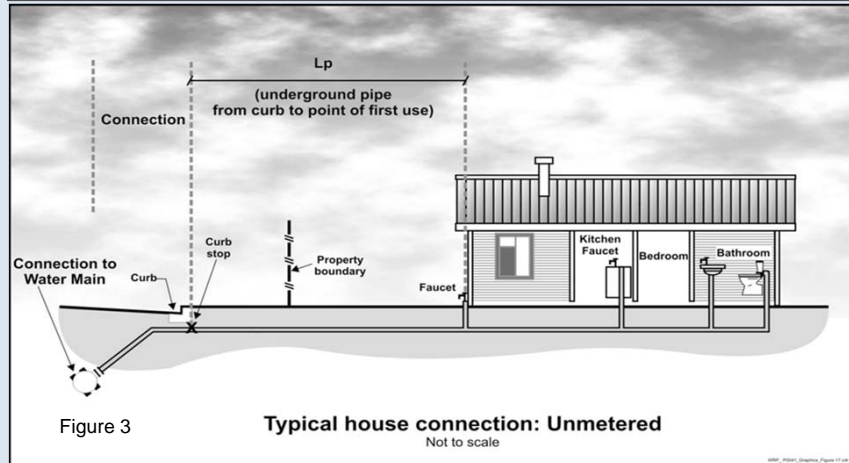 Lp
(underground pipe
from curb to point of first use)
Connection
Connection to
Water Main
Curb
Curb
stop
Property
boundary
Faucet
Kitchen
Faucet
Bedroom
Bathroom
Figure 3
Typical house connection: Unmetered
Not to scale